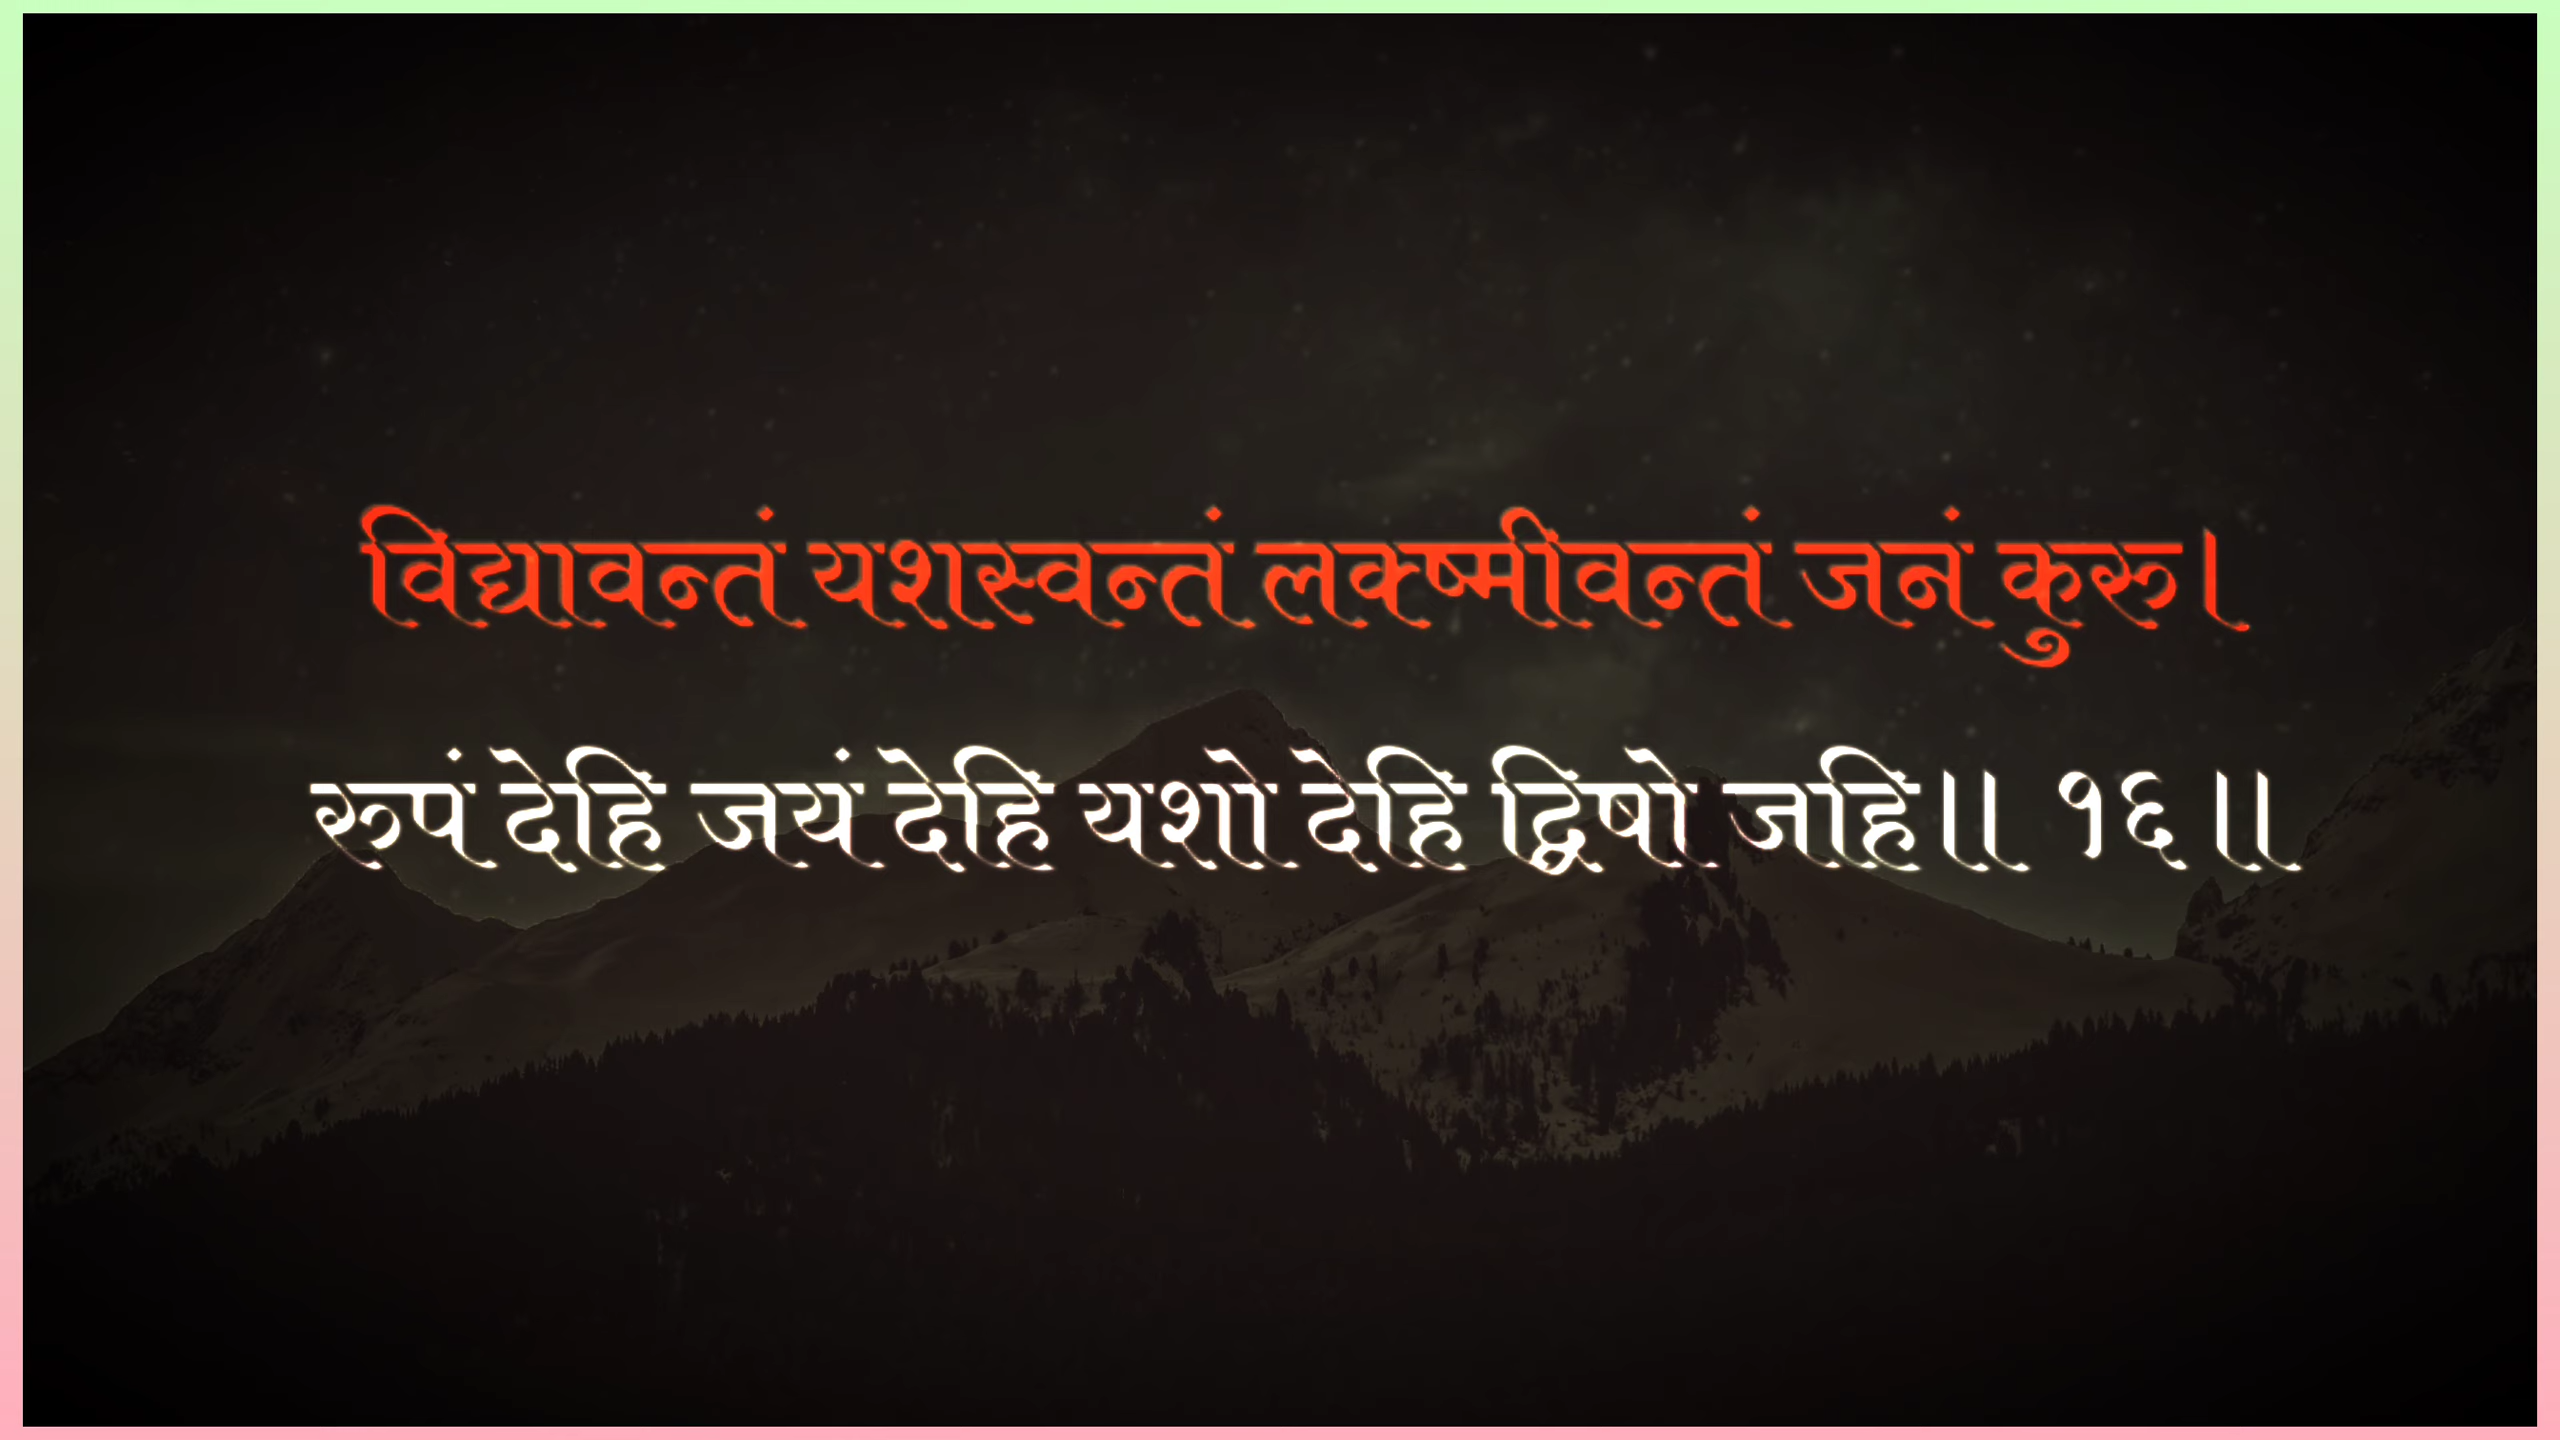 विद्यावन्तं यशस्वन्तं लक्ष्मीवन्तं जनं कुरु।
रुपं देहि जयं देहि यशो देहि द्विषो जहि॥ १६ ॥